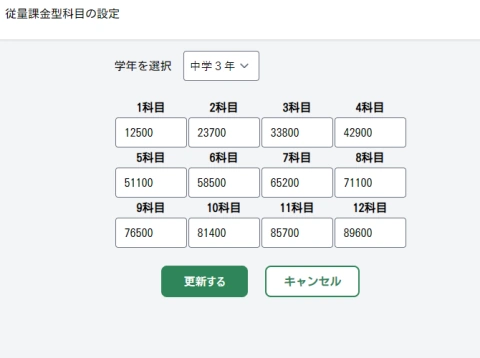 従量課金型科目の設定
学年を選択 中学3年
1科目 2科目 3科目 4科目
12500 23700 33800 42900
5科目 6科目 7科目 8科目
51100 58500 65200 71100
9科目 10科目 11科目 12科目
76500 81400 85700 89600
更新する キャンセル